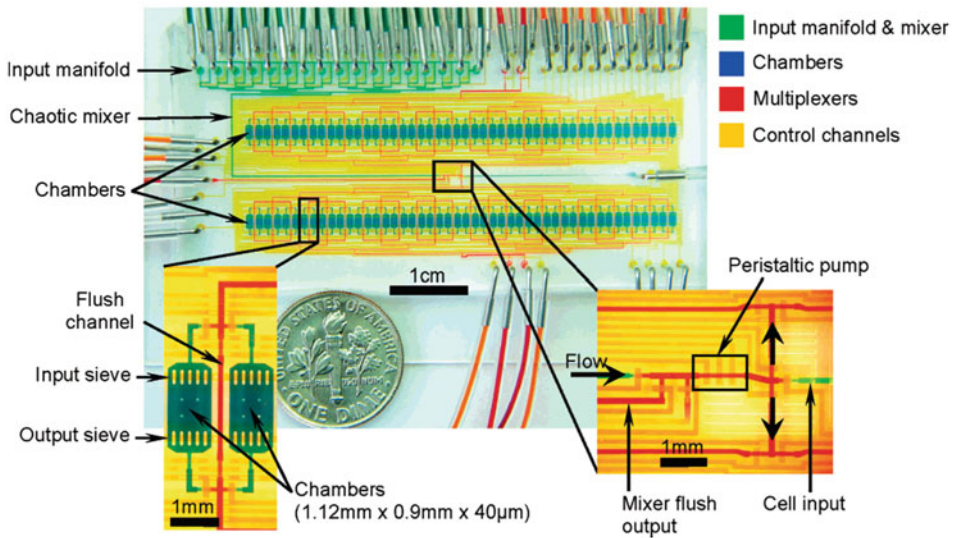 Input manifold
Chaotic mixer
Chambers
Input manifold & mixer
Chambers
Multiplexers
Control channels
1cm
Peristaltic pump
Flush
channel
Input sieve
Output sieve
UNITED STATES OF AMERICA
ONE DIME
Flow
1mm
Chambers
(1.12mm x 0.9mm x 40µm)
1mm
Mixer flush
output
Cell input